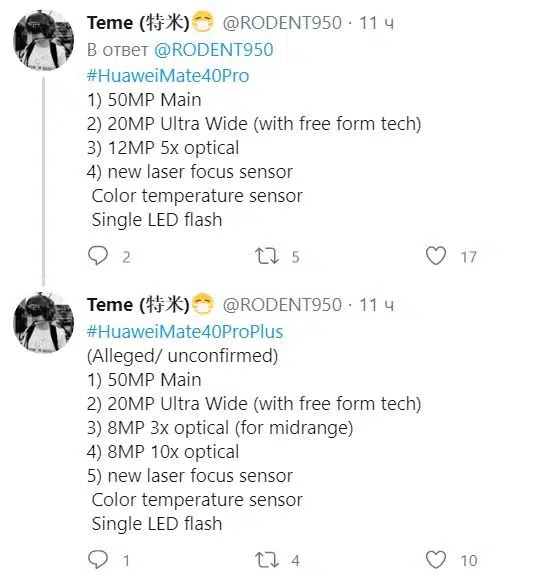 Teme (特米)😷 @RODENT950 · 11 ч
В ответ @RODENT950
#HuaweiMate40Pro
1) 50MP Main
2) 20MP Ultra Wide (with free form tech)
3) 12MP 5x optical
4) new laser focus sensor
Color temperature sensor
Single LED flash
2 5 17
Teme (特米)😷 @RODENT950 · 11 ч
#HuaweiMate40ProPlus
(Alleged/ unconfirmed)
1) 50MP Main
2) 20MP Ultra Wide (with free form tech)
3) 8MP 3x optical (for midrange)
4) 8MP 10x optical
5) new laser focus sensor
Color temperature sensor
Single LED flash
1 4 10